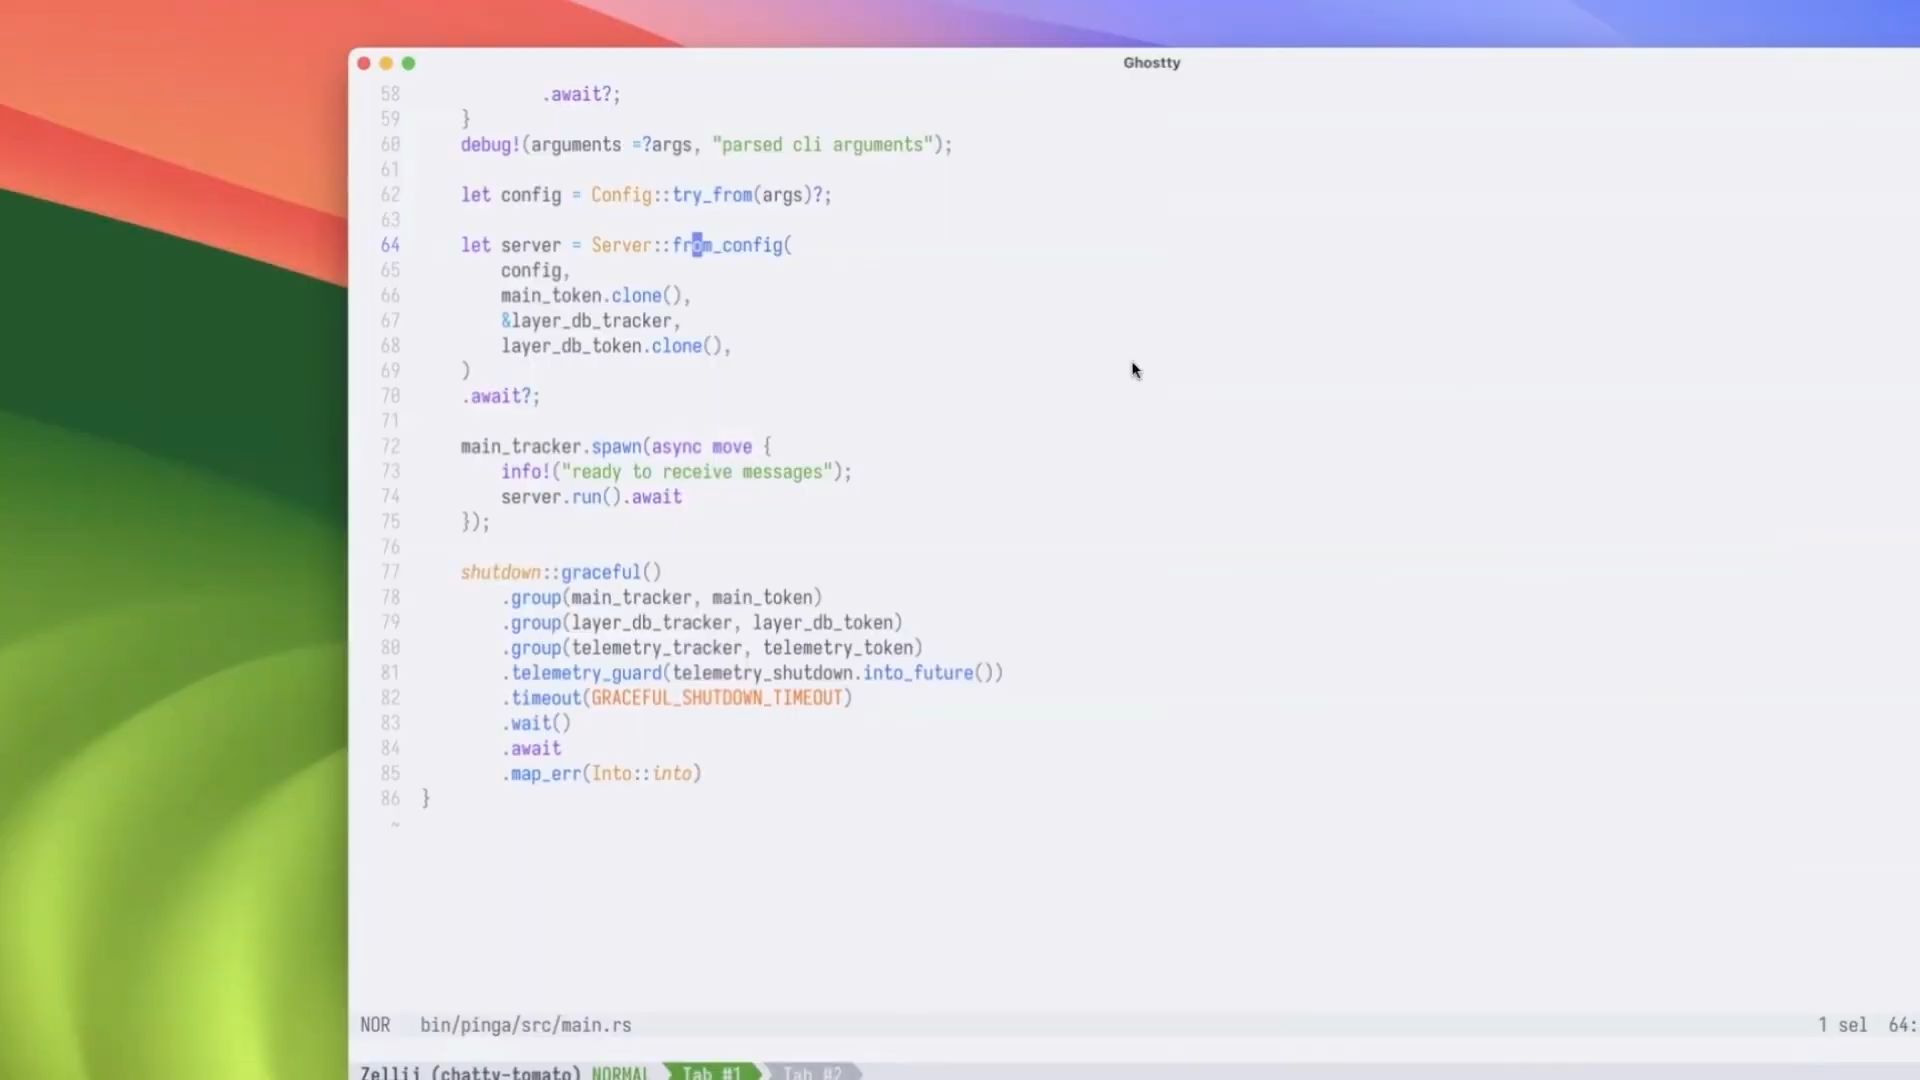 Ghostty
58 .await?;
59 }
60 debug!(arguments =?args, "parsed cli arguments");
61
62 let config = Config::try_from(args)?;
63
64 let server = Server::from_config(
65 config,
66 main_token.clone(),
67 &layer_db_tracker,
68 layer_db_token.clone(),
69 )
70 .await?;
71
72 main_tracker.spawn(async move {
73 info!("ready to receive messages");
74 server.run().await
75 });
76
77 shutdown::graceful()
78 .group(main_tracker, main_token)
79 .group(layer_db_tracker, layer_db_token)
80 .group(telemetry_tracker, telemetry_token)
81 .telemetry_guard(telemetry_shutdown.into_future())
82 .timeout(GRACEFUL_SHUTDOWN_TIMEOUT)
83 .wait()
84 .await
85 .map_err(Into::into)
86 }
~
NOR bin/pinga/src/main.rs 1 sel 64:
Zellij (chatty-tomato) NORMAL Tab #1 Tab #2